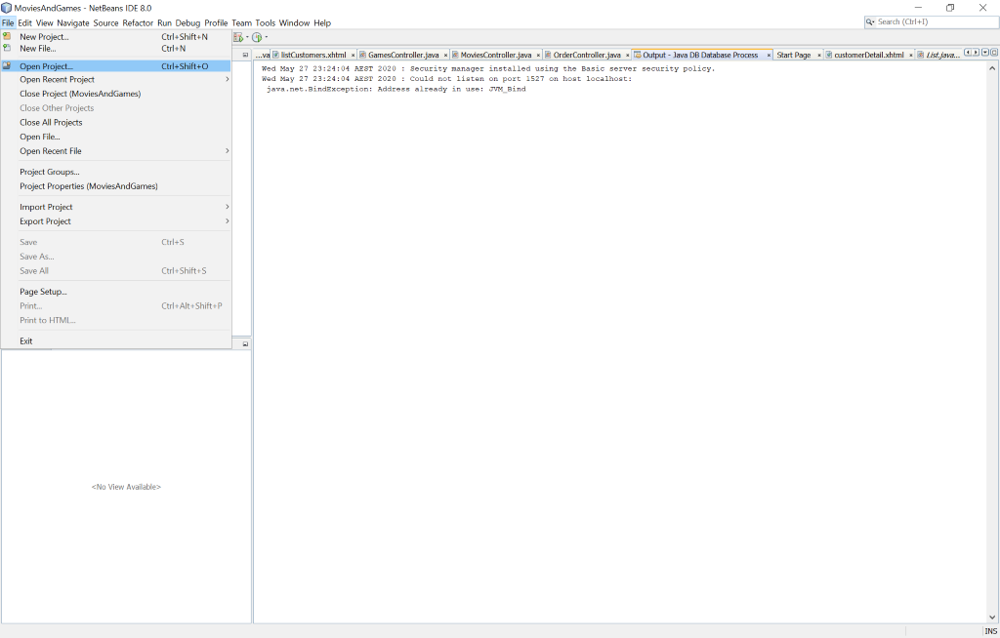 MoviesAndGames - NetBeans IDE 8.0
File Edit View Navigate Source Refactor Run Debug Profile Team Tools Window Help
Search (Ctrl+I)
New Project... Ctrl+Shift+N
New File... Ctrl+N
Open Project... Ctrl+Shift+O
Open Recent Project
Close Project (MoviesAndGames)
Close Other Projects
Close All Projects
Open File...
Open Recent File
Project Groups...
Project Properties (MoviesAndGames)
Import Project
Export Project
Save Ctrl+S
Save As...
Save All Ctrl+Shift+S
Page Setup...
Print... Ctrl+Alt+Shift+P
Print to HTML...
Exit
<No View Available>
...va listCustomers.xhtml GamesController.java MoviesController.java OrderController.java Output - Java DB Database Process Start Page customerDetail.xhtml List.java...
Wed May 27 23:24:04 AEST 2020 : Security manager installed using the Basic server security policy.
Wed May 27 23:24:04 AEST 2020 : Could not listen on port 1527 on host localhost:
java.net.BindException: Address already in use: JVM_Bind
INS